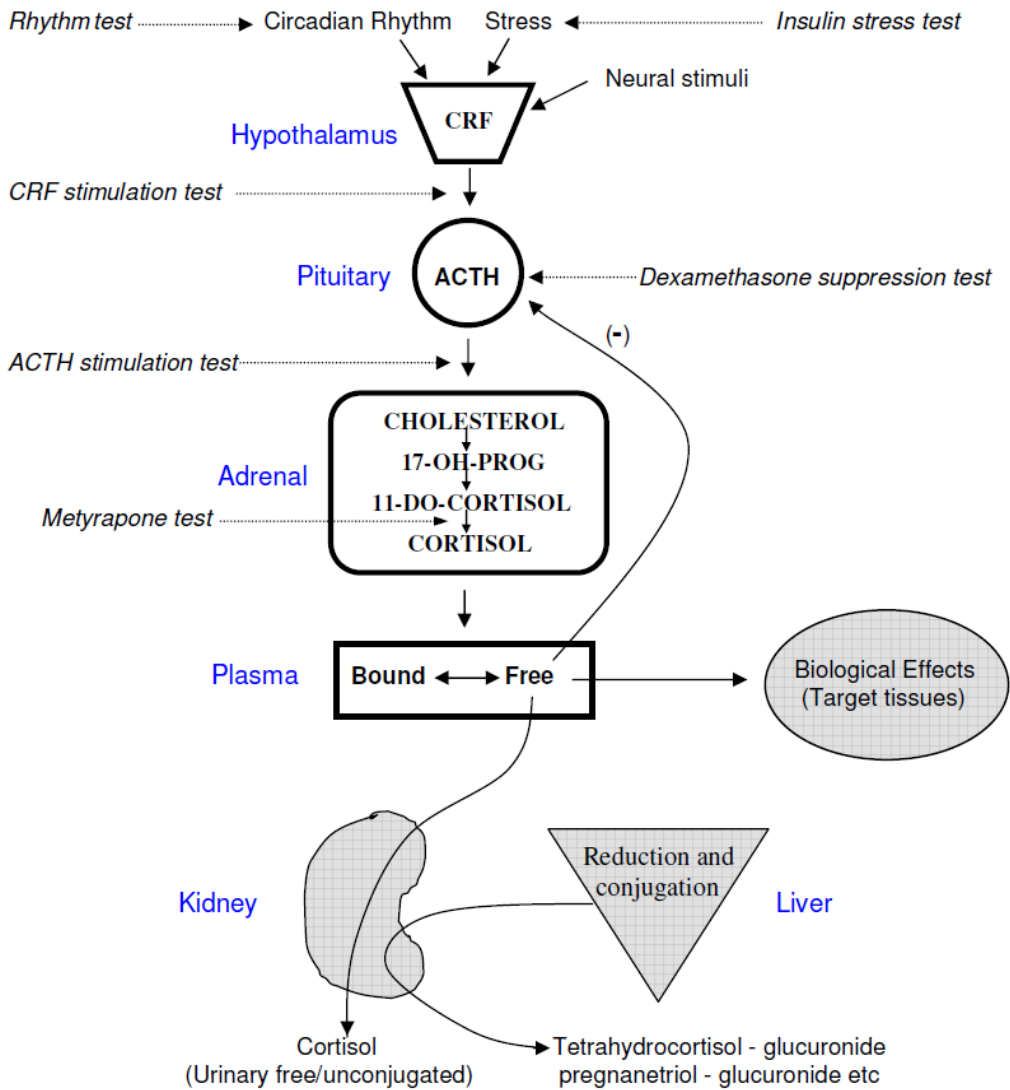 Rhythm test
Circadian Rhythm
Stress
Insulin stress test
Neural stimuli
CRF
Hypothalamus
CRF stimulation test
Pituitary
ACTH
Dexamethasone suppression test
(-)
ACTH stimulation test
CHOLESTEROL
17-OH-PROG
Adrenal
11-DO-CORTISOL
Metyrapone test
CORTISOL
Plasma
Bound
Free
Biological Effects
(Target tissues)
Reduction and
conjugation
Kidney
Liver
Cortisol
(Urinary free/unconjugated)
Tetrahydrocortisol - glucuronide
pregnanetriol - glucuronide etc